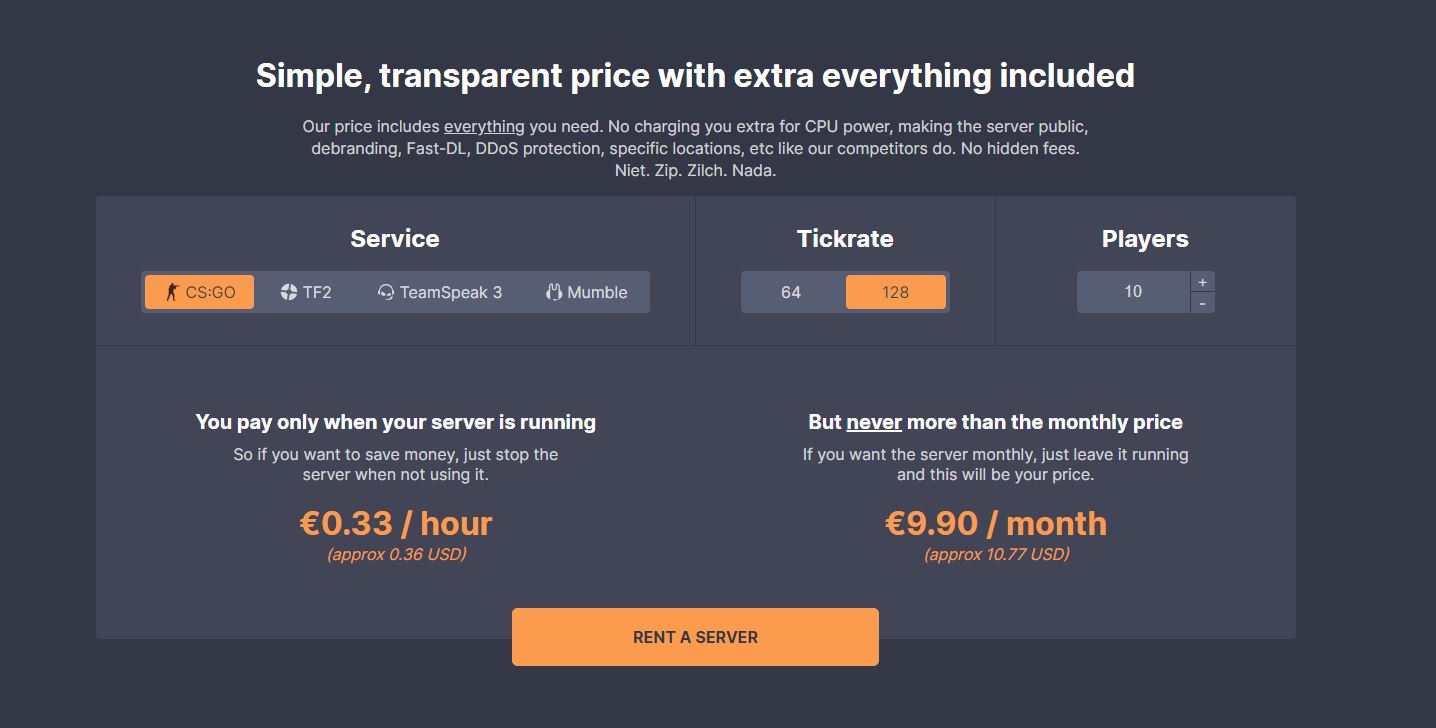 Simple, transparent price with extra everything included
Our price includes everything you need. No charging you extra for CPU power, making the server public,
debranding, Fast-DL, DDoS protection, specific locations, etc like our competitors do. No hidden fees.
Niet. Zip. Zilch. Nada.
Service
CS:GO
TF2
TeamSpeak 3
Mumble
Tickrate
64
128
Players
10
+
-
You pay only when your server is running
So if you want to save money, just stop the
server when not using it.
€0.33 / hour
(approx 0.36 USD)
But never more than the monthly price
If you want the server monthly, just leave it running
and this will be your price.
€9.90 / month
(approx 10.77 USD)
RENT A SERVER